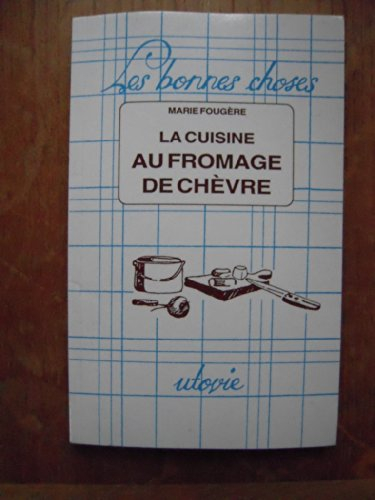 Les bonnes choses
MARIE FOUGÈRE
LA CUISINE
AU FROMAGE
DE CHÈVRE
utovie